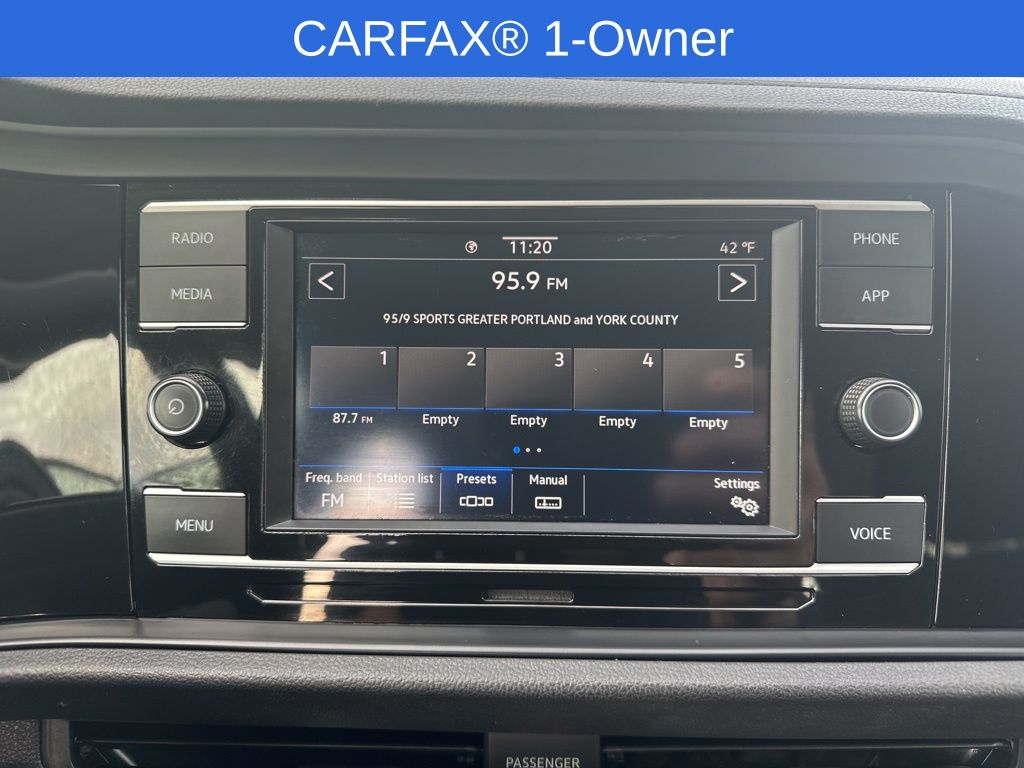 CARFAX® 1-Owner
RADIO
MEDIA
MENU
11:20
42 °F
<
95.9 FM
>
95/9 SPORTS GREATER PORTLAND and YORK COUNTY
1
2
3
4
5
87.7 FM
Empty
Empty
Empty
Empty
Freq. band
FM
Station list
Presets
Manual
Settings
PHONE
APP
VOICE
PASSENGER